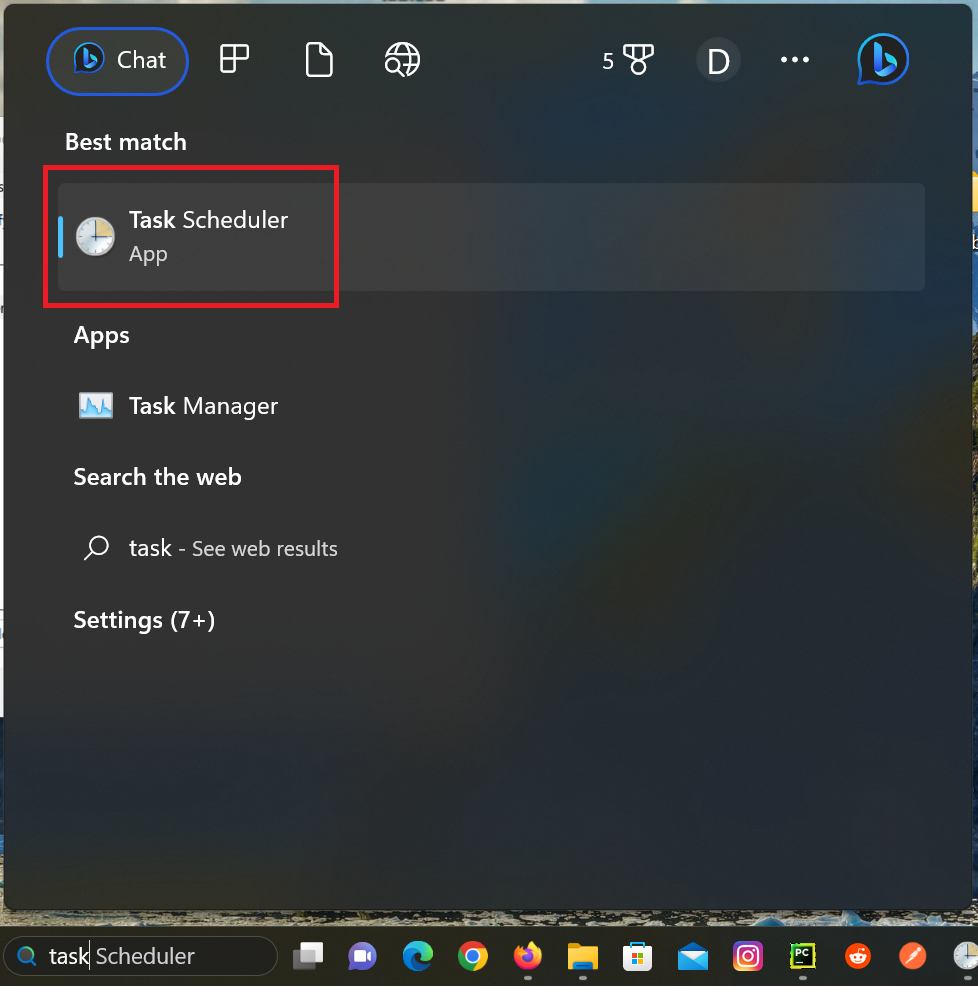 Chat
5
D
Best match
Task Scheduler
App
Apps
Task Manager
Search the web
task - See web results
Settings (7+)
task Scheduler
PC